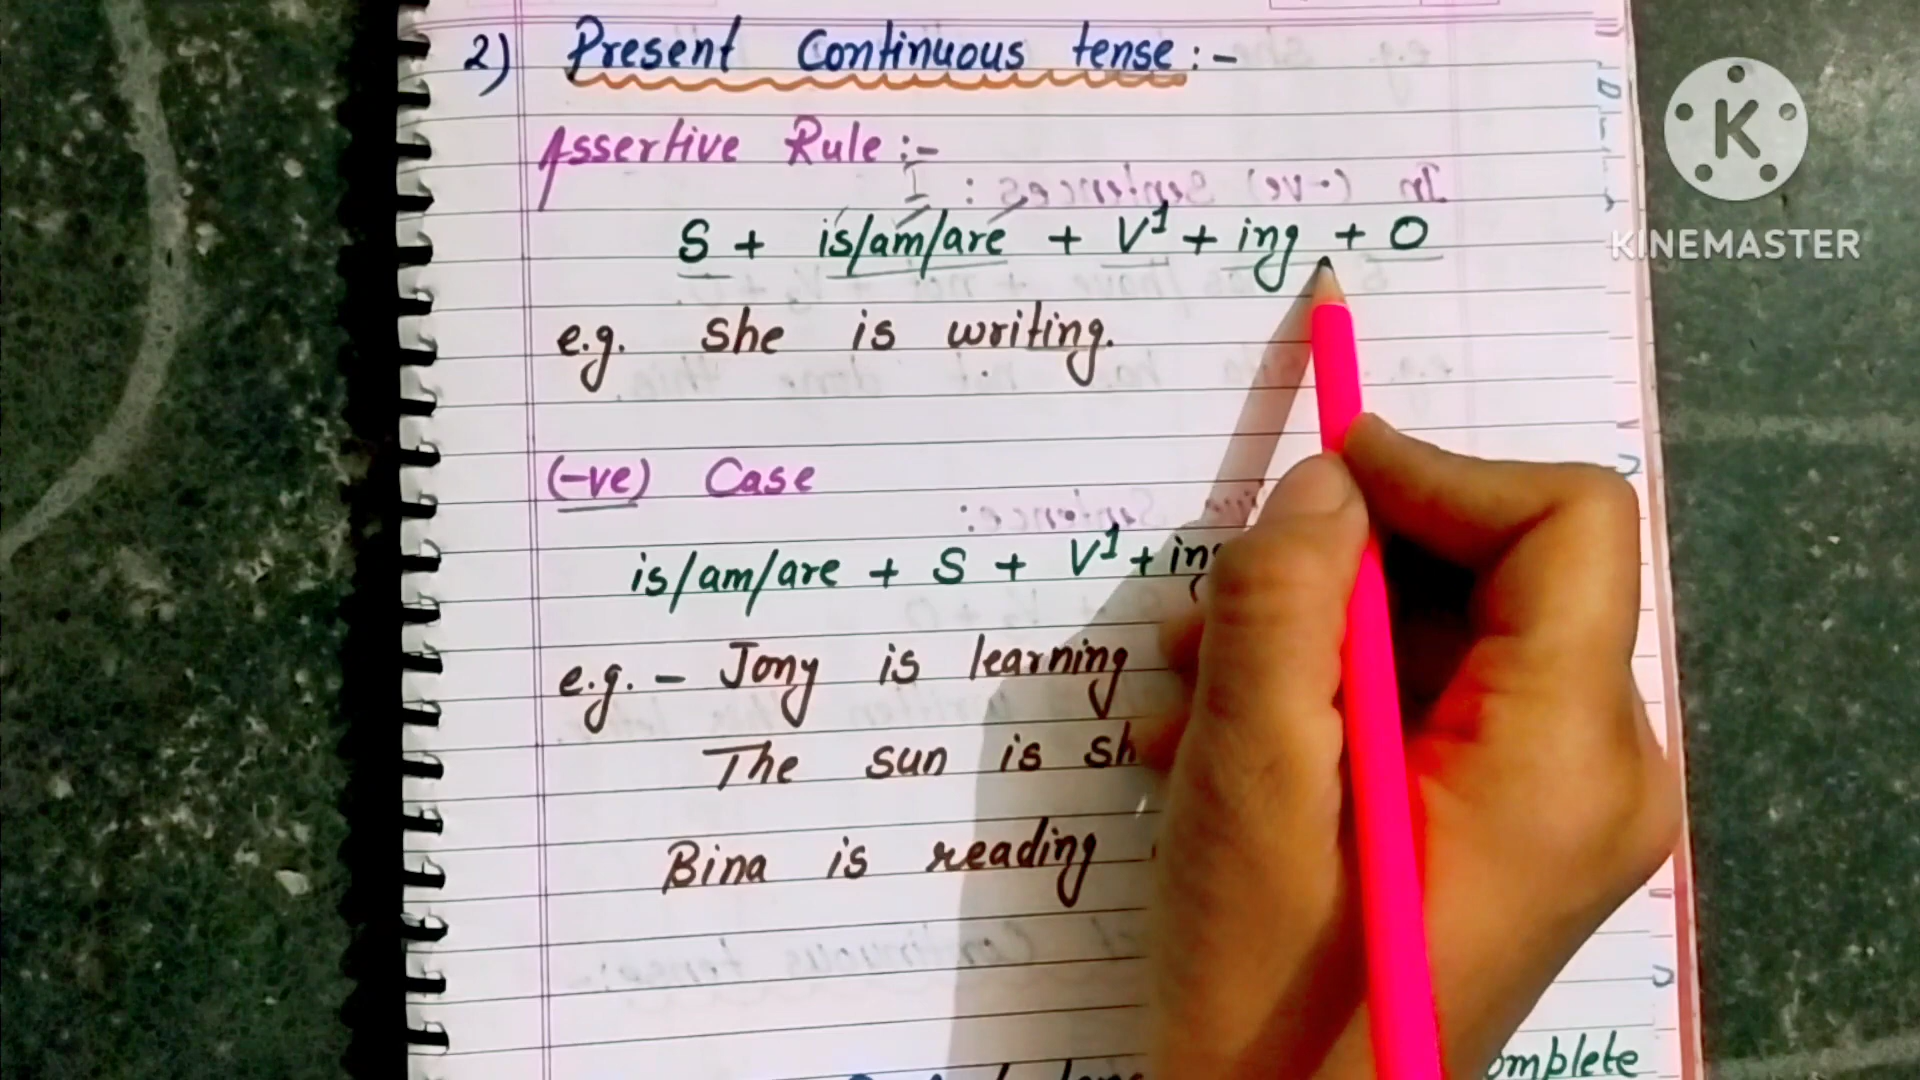 2) Present Continuous tense :-
Assertive Rule :-
S + is/am/are + V¹ + ing + O
e.g. she is writing.
(-ve) Case
is/am/are + S + V¹ + ing
e.g. - Jony is learning
The sun is sh
Bina is reading
omplete
K
KINEMASTER